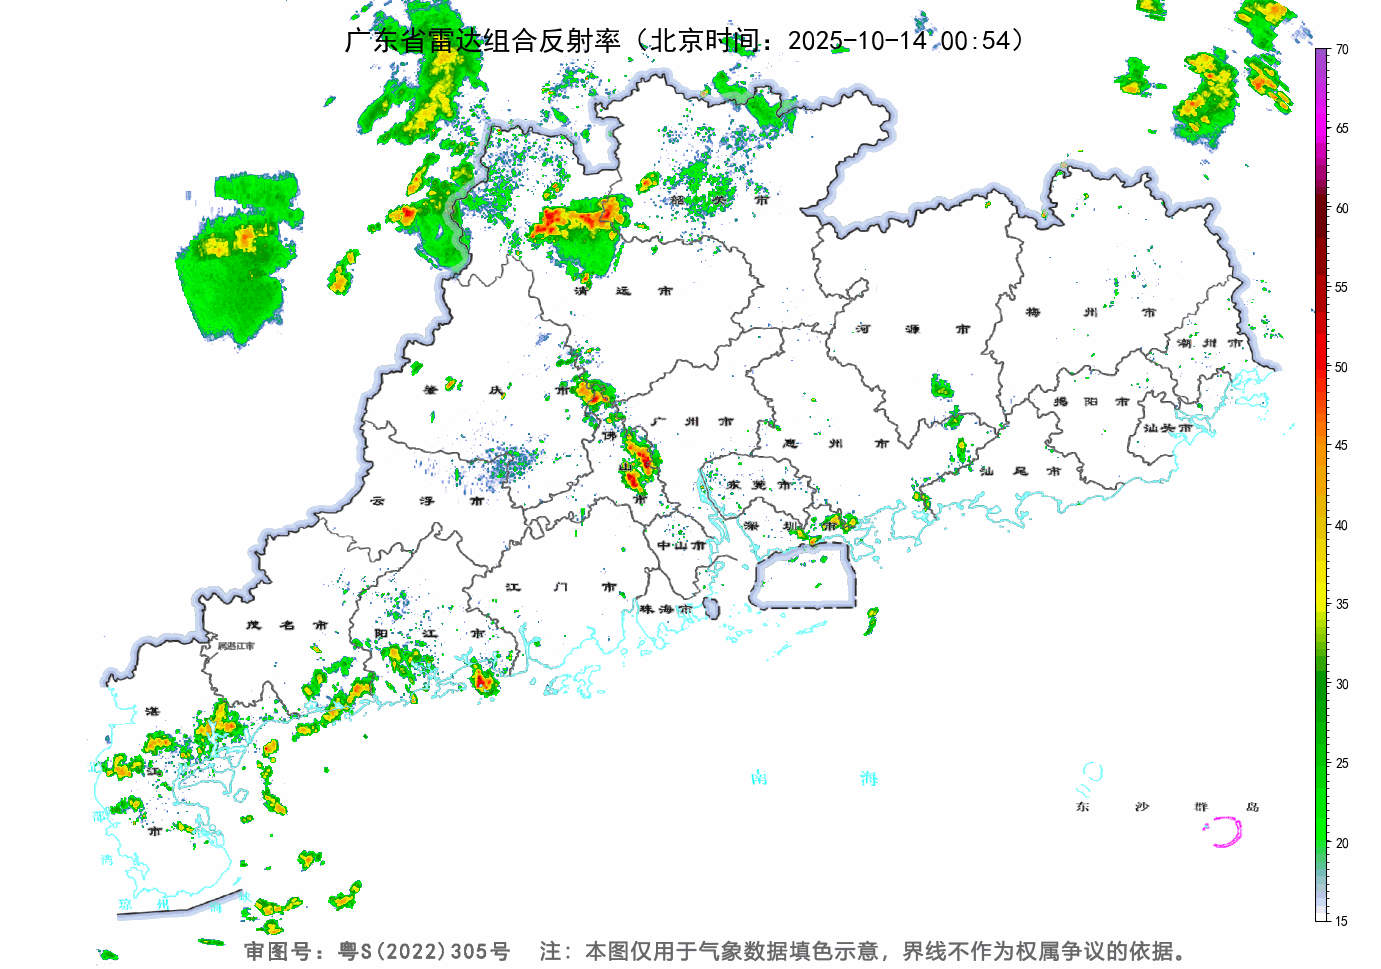 广东省雷达组合反射率（北京时间：2025-10-14 00:54）
70
65
60
55
50
45
40
35
30
25
20
15
韶关市
清远市
河源市
梅州市
潮州市
肇庆市
广州市
揭阳市
汕头市
佛山市
惠州市
云浮市
东莞市
汕尾市
深圳市
中山市
江门市
珠海市
茂名市
阳江市
属湛江市
湛江市
南海
东沙群岛
琼州海峡
审图号：粤S(2022)305号 注：本图仅用于气象数据填色示意，界线不作为权属争议的依据。